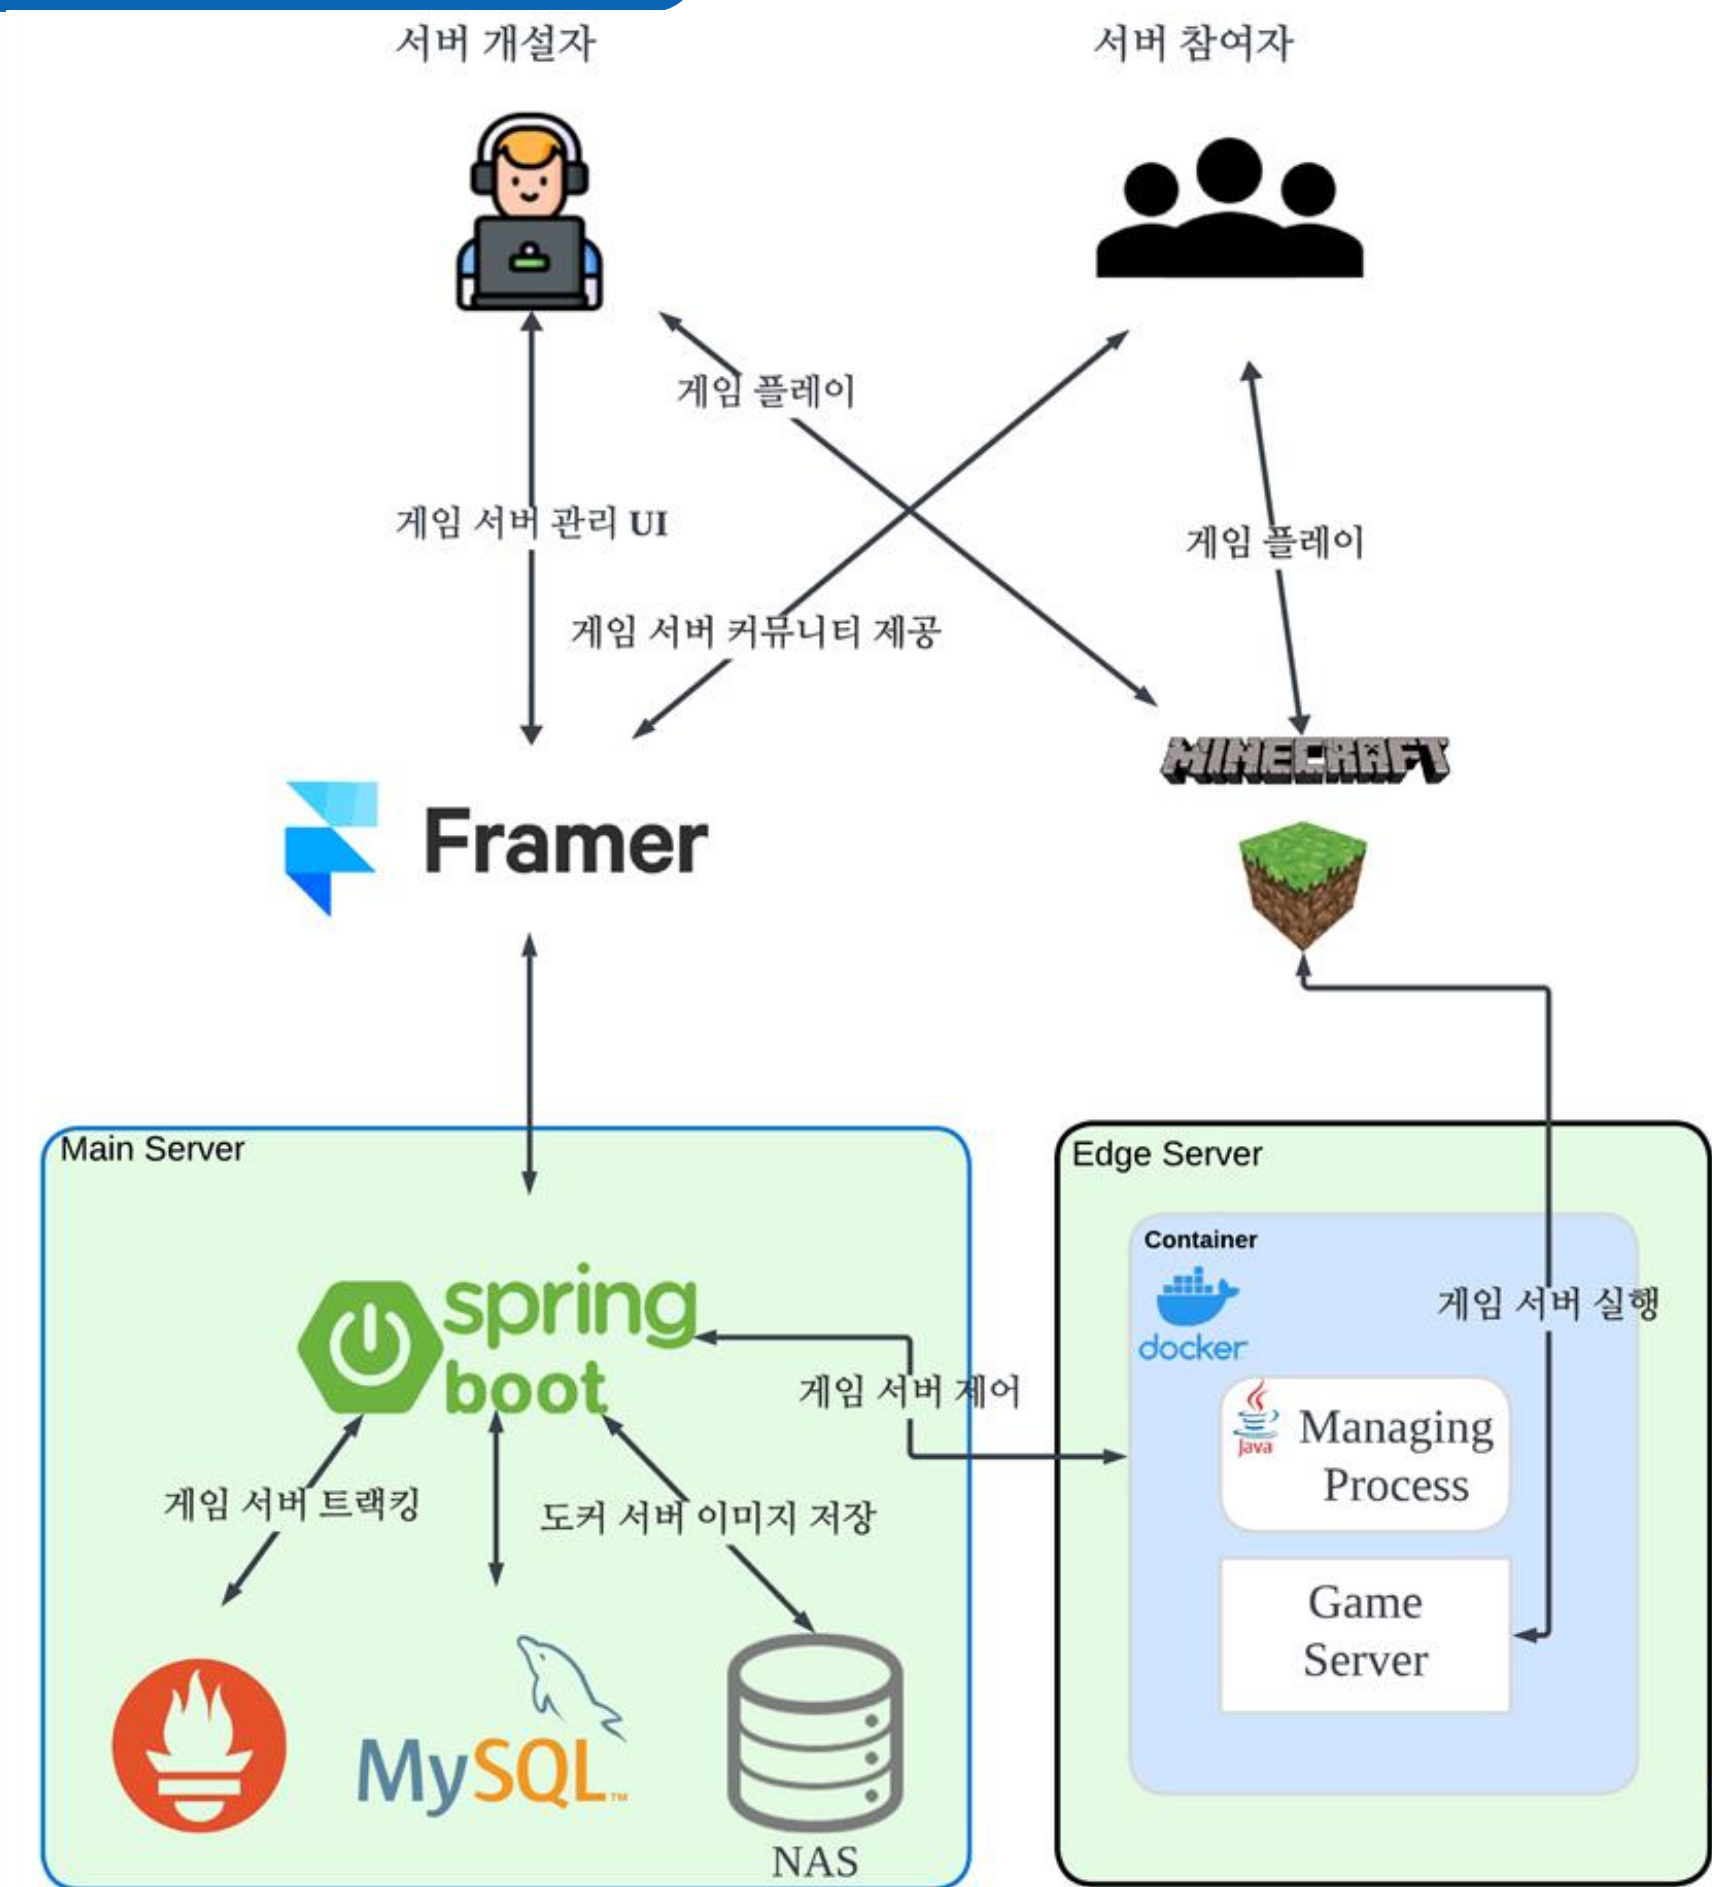 서버 개설자
서버 참여자
게임 플레이
게임 서버 관리 UI
게임 플레이
게임 서버 커뮤니티 제공
MINECRAFT
Framer
Main Server
Edge Server
Container
docker
spring
boot
게임 서버 실행
게임 서버 제어
Java
Managing
Process
게임 서버 트랙킹
도커 서버 이미지 저장
Game
Server
MySQL™
NAS